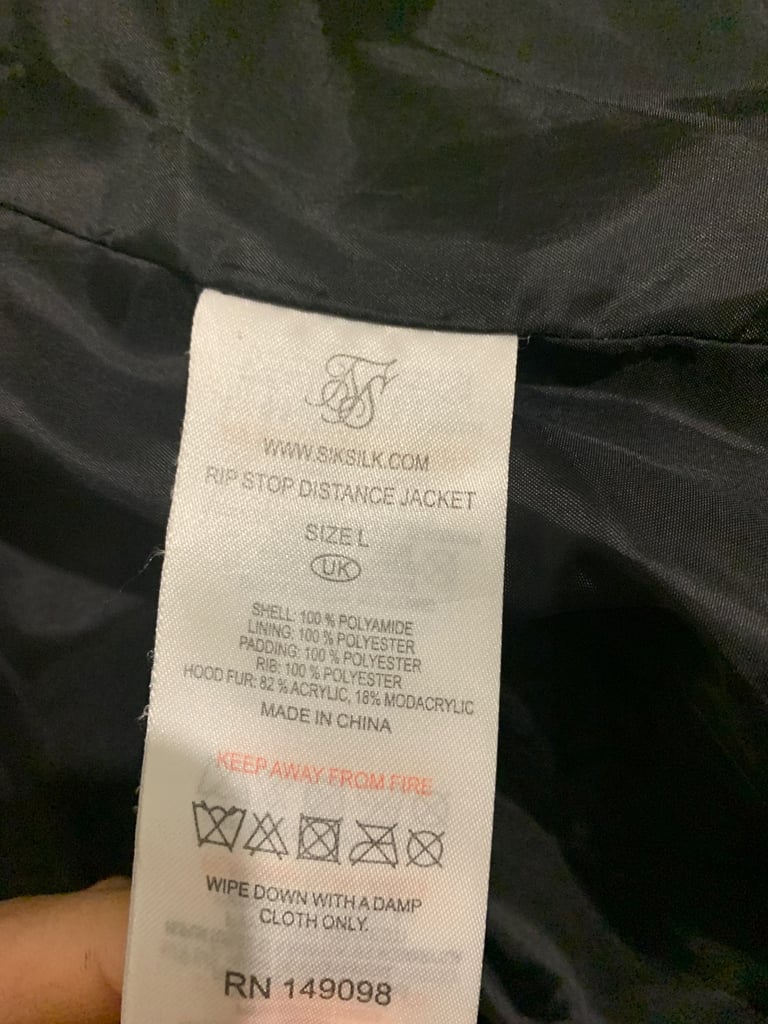 WWW.SIKSILK.COM
RIP STOP DISTANCE JACKET
SIZE L
UK
SHELL: 100 % POLYAMIDE
LINING: 100 % POLYESTER
PADDING: 100 % POLYESTER
RIB: 100 % POLYESTER
HOOD FUR: 82 % ACRYLIC, 18% MODACRYLIC
MADE IN CHINA
KEEP AWAY FROM FIRE
WIPE DOWN WITH A DAMP
CLOTH ONLY.
RN 149098